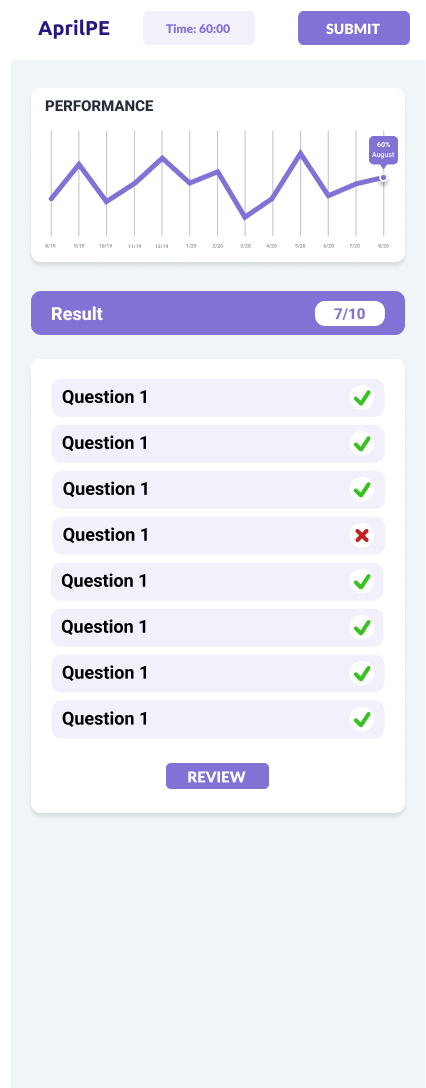 AprilPE
Time: 60:00
SUBMIT
PERFORMANCE
60%
August
8/19 9/19 10/19 11/19 12/19 1/20 2/20 3/20 4/20 5/20 6/20 7/20 8/20
Result
7/10
Question 1
Question 1
Question 1
Question 1
Question 1
Question 1
Question 1
Question 1
REVIEW